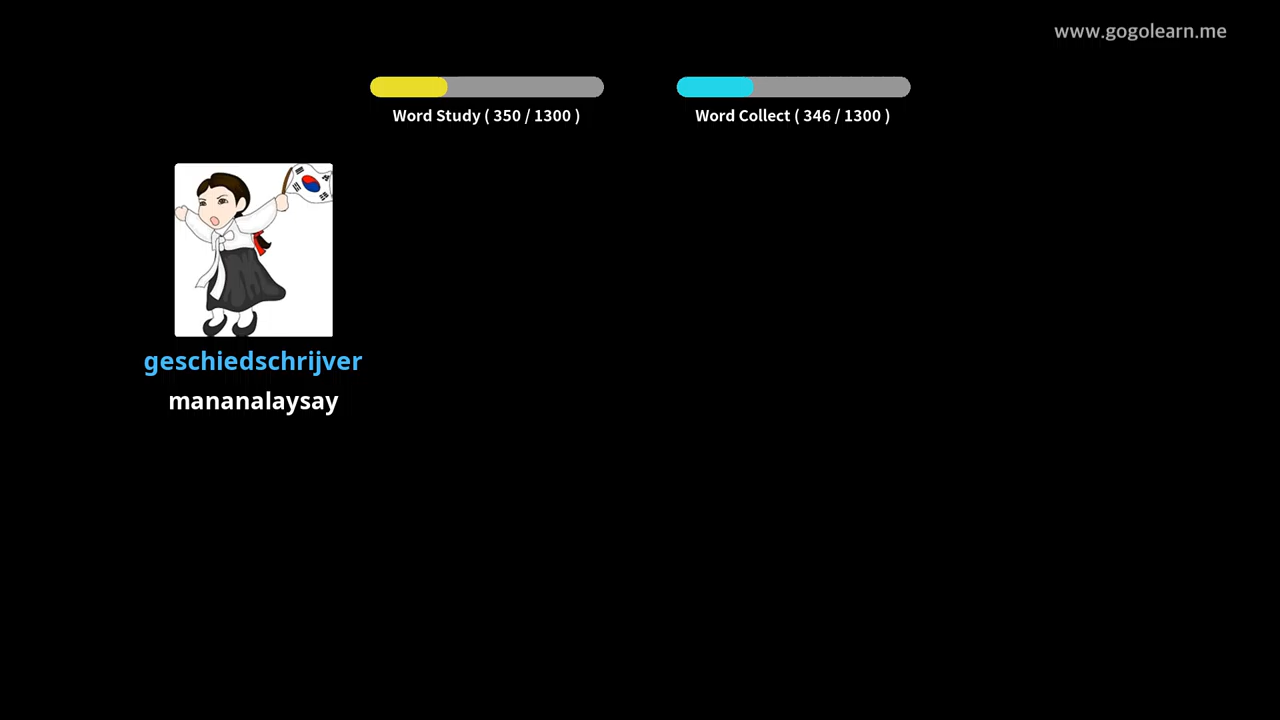 www.gogolearn.me
Word Study ( 350 / 1300 )
Word Collect ( 346 / 1300 )
geschiedschrijver
mananalaysay